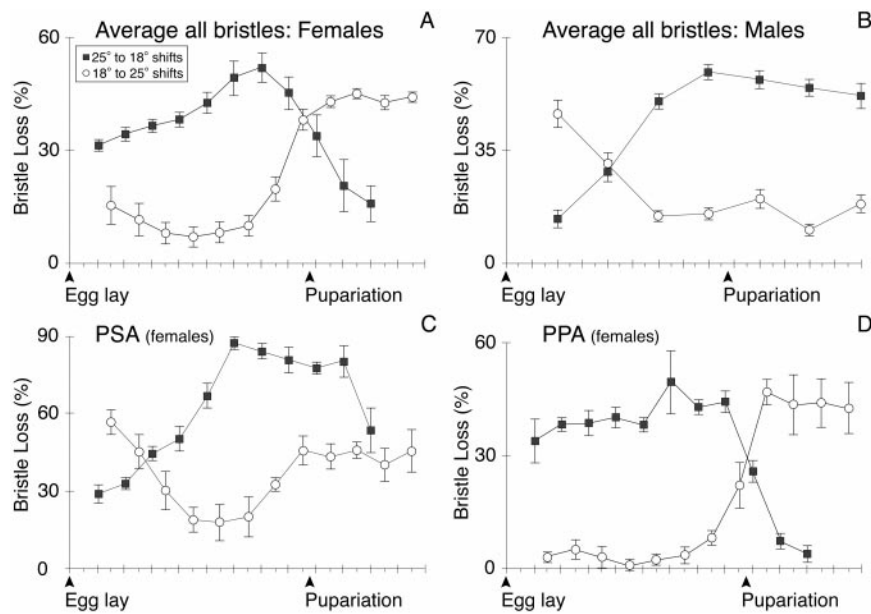 Average all bristles: Females
A
25° to 18° shifts
18° to 25° shifts
Bristle Loss (%)
60
30
0
Egg lay
Pupariation
Average all bristles: Males
B
Bristle Loss (%)
70
35
0
Egg lay
Pupariation
PSA (females)
C
Bristle Loss (%)
90
60
30
0
Egg lay
Pupariation
PPA (females)
D
Bristle Loss (%)
60
30
0
Egg lay
Pupariation